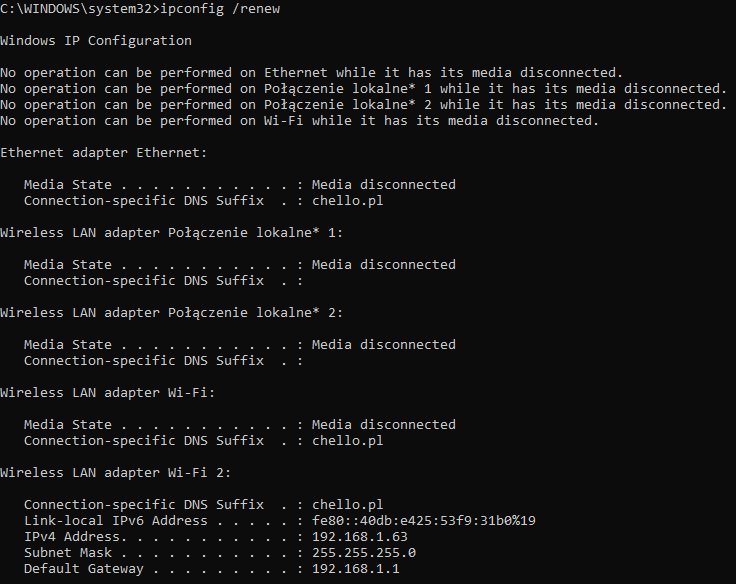 C:\WINDOWS\system32>ipconfig /renew
Windows IP Configuration
No operation can be performed on Ethernet while it has its media disconnected.
No operation can be performed on Połączenie lokalne* 1 while it has its media disconnected.
No operation can be performed on Połączenie lokalne* 2 while it has its media disconnected.
No operation can be performed on Wi-Fi while it has its media disconnected.
Ethernet adapter Ethernet:
Media State . . . . . . . . . . . : Media disconnected
Connection-specific DNS Suffix  . : chello.pl
Wireless LAN adapter Połączenie lokalne* 1:
Media State . . . . . . . . . . . : Media disconnected
Connection-specific DNS Suffix  . :
Wireless LAN adapter Połączenie lokalne* 2:
Media State . . . . . . . . . . . : Media disconnected
Connection-specific DNS Suffix  . :
Wireless LAN adapter Wi-Fi:
Media State . . . . . . . . . . . : Media disconnected
Connection-specific DNS Suffix  . : chello.pl
Wireless LAN adapter Wi-Fi 2:
Connection-specific DNS Suffix  . : chello.pl
Link-local IPv6 Address . . . . . : fe80::40db:e425:53f9:31b0%19
IPv4 Address. . . . . . . . . . . : 192.168.1.63
Subnet Mask . . . . . . . . . . . : 255.255.255.0
Default Gateway . . . . . . . . . : 192.168.1.1